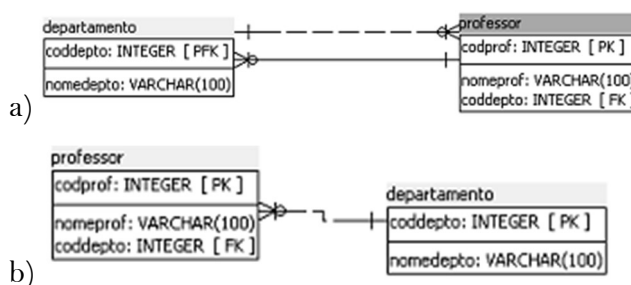 departamento
coddepto: INTEGER [ PFK ]
nomedepto: VARCHAR(100)
professor
codprof: INTEGER [ PK ]
nomeprof: VARCHAR(100)
coddepto: INTEGER [ FK ]
a)
professor
codprof: INTEGER [ PK ]
nomeprof: VARCHAR(100)
coddepto: INTEGER [ FK ]
departamento
coddepto: INTEGER [ PK ]
nomedepto: VARCHAR(100)
b)